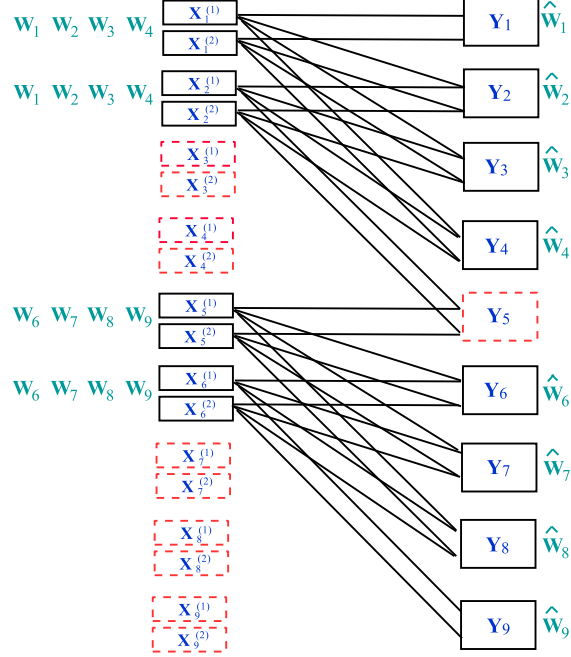 X₁⁽¹⁾ Y₁ Ŵ₁
W₁ W₂ W₃ W₄
X₁⁽²⁾
X₂⁽¹⁾
W₁ W₂ W₃ W₄ Y₂ Ŵ₂
X₂⁽²⁾
X₃⁽¹⁾
Y₃ Ŵ₃
X₃⁽²⁾
X₄⁽¹⁾
Y₄ Ŵ₄
X₄⁽²⁾
X₅⁽¹⁾
W₆ W₇ W₈ W₉ Y₅
X₅⁽²⁾
X₆⁽¹⁾
W₆ W₇ W₈ W₉ Y₆ Ŵ₆
X₆⁽²⁾
X₇⁽¹⁾
Y₇ Ŵ₇
X₇⁽²⁾
X₈⁽¹⁾
Y₈ Ŵ₈
X₈⁽²⁾
X₉⁽¹⁾
Y₉ Ŵ₉
X₉⁽²⁾